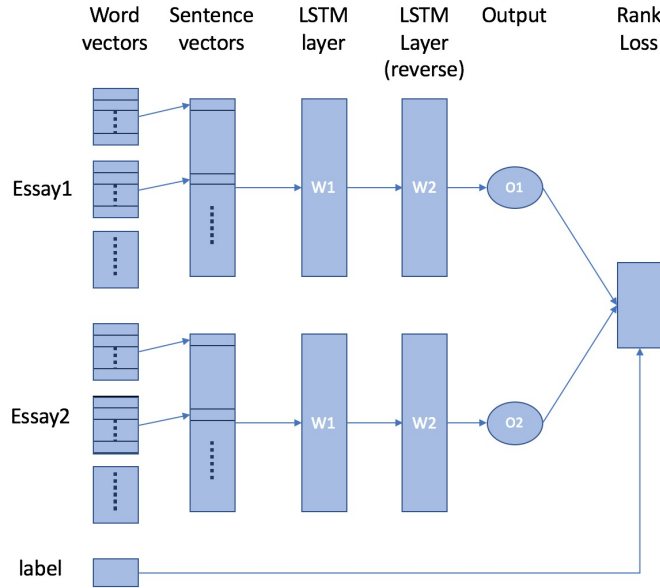 Word
vectors
Sentence
vectors
LSTM
layer
LSTM
Layer
(reverse)
Output
Rank
Loss
Essay1
W1
W2
O1
Essay2
W1
W2
O2
label